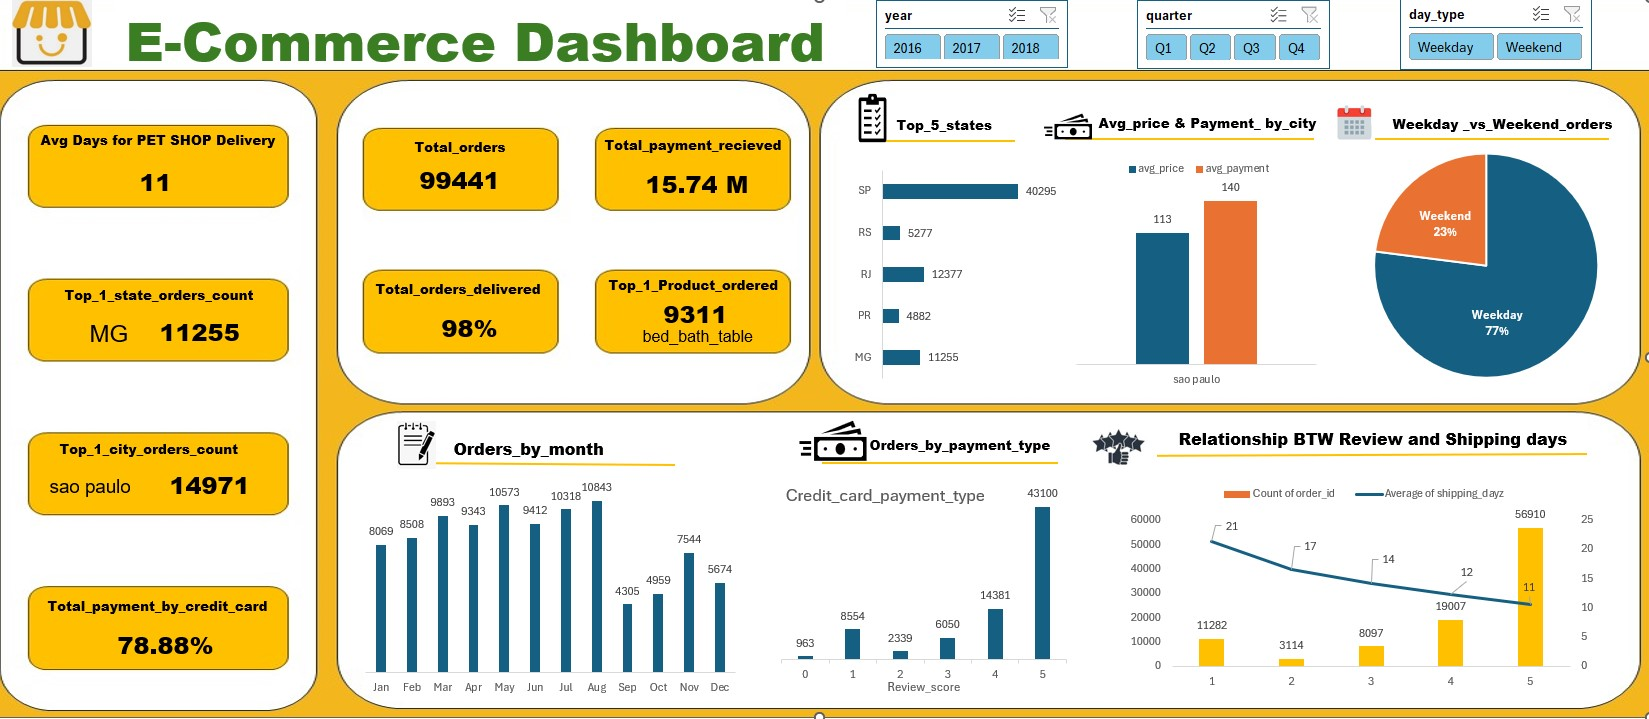 E-Commerce Dashboard
year
2016 2017 2018
quarter
Q1 Q2 Q3 Q4
day_type
Weekday Weekend
Avg Days for PET SHOP Delivery
11
Top_1_state_orders_count
MG 11255
Top_1_city_orders_count
sao paulo 14971
Total_payment_by_credit_card
78.88%
Total_orders
99441
Total_payment_recieved
15.74 M
Total_orders_delivered
98%
Top_1_Product_ordered
9311
bed_bath_table
Top_5_states
SP 40295
RS 5277
RJ 12377
PR 4882
MG 11255
Avg_price & Payment_ by_city
avg_price avg_payment
140
113
sao paulo
Weekday _vs_Weekend_orders
Weekend
23%
Weekday
77%
Orders_by_month
8069 8508 9893 9343 10573 9412 10318 10843 4305 4959 7544 5674
Jan Feb Mar Apr May Jun Jul Aug Sep Oct Nov Dec
Orders_by_payment_type
Credit_card_payment_type
963 8554 2339 6050 14381 43100
0 1 2 3 4 5
Review_score
Relationship BTW Review and Shipping days
Count of order_id Average of shipping_dayz
60000
50000
40000
30000
20000
10000
0
21 17 14 12 11
11282 3114 8097 19007 56910
25
20
15
10
5
0
1 2 3 4 5